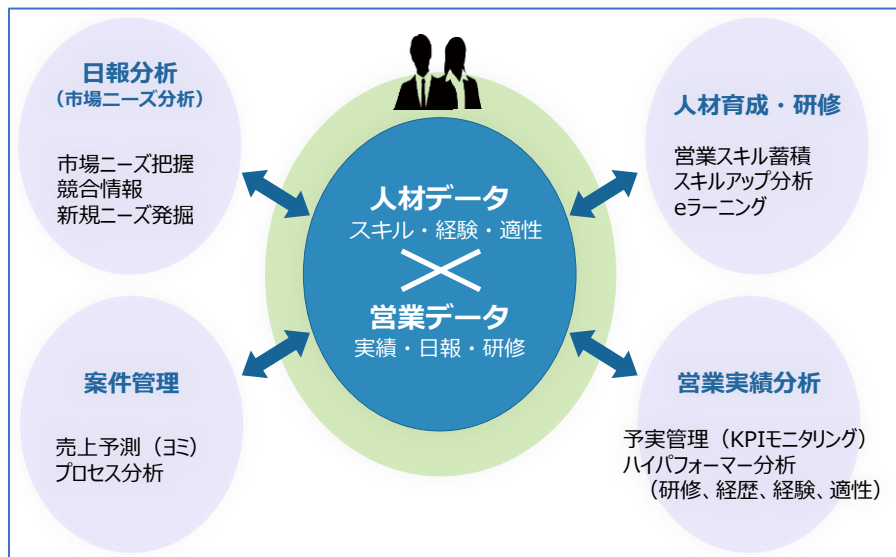 日報分析
（市場ニーズ分析）
市場ニーズ把握
競合情報
新規ニーズ発掘
人材データ
スキル・経験・適性
営業データ
実績・日報・研修
人材育成・研修
営業スキル蓄積
スキルアップ分析
eラーニング
案件管理
売上予測（ヨミ）
プロセス分析
営業実績分析
予実管理（KPIモニタリング）
ハイパフォーマー分析
（研修、経歴、経験、適性）